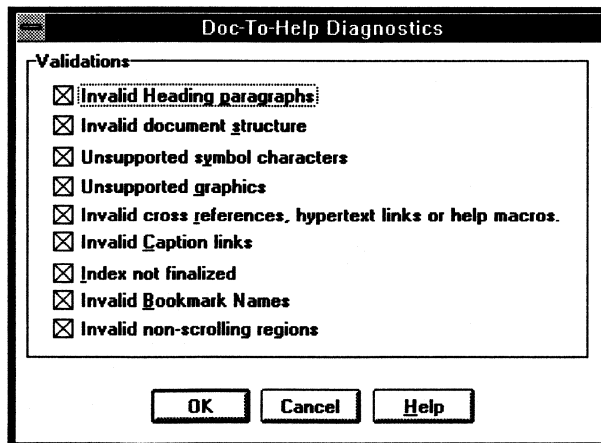 Doc-To-Help Diagnostics
Validations
Invalid Heading paragraphs
Invalid document structure
Unsupported symbol characters
Unsupported graphics
Invalid cross references, hypertext links or help macros.
Invalid Caption links
Index not finalized
Invalid Bookmark Names
Invalid non-scrolling regions
OK Cancel Help